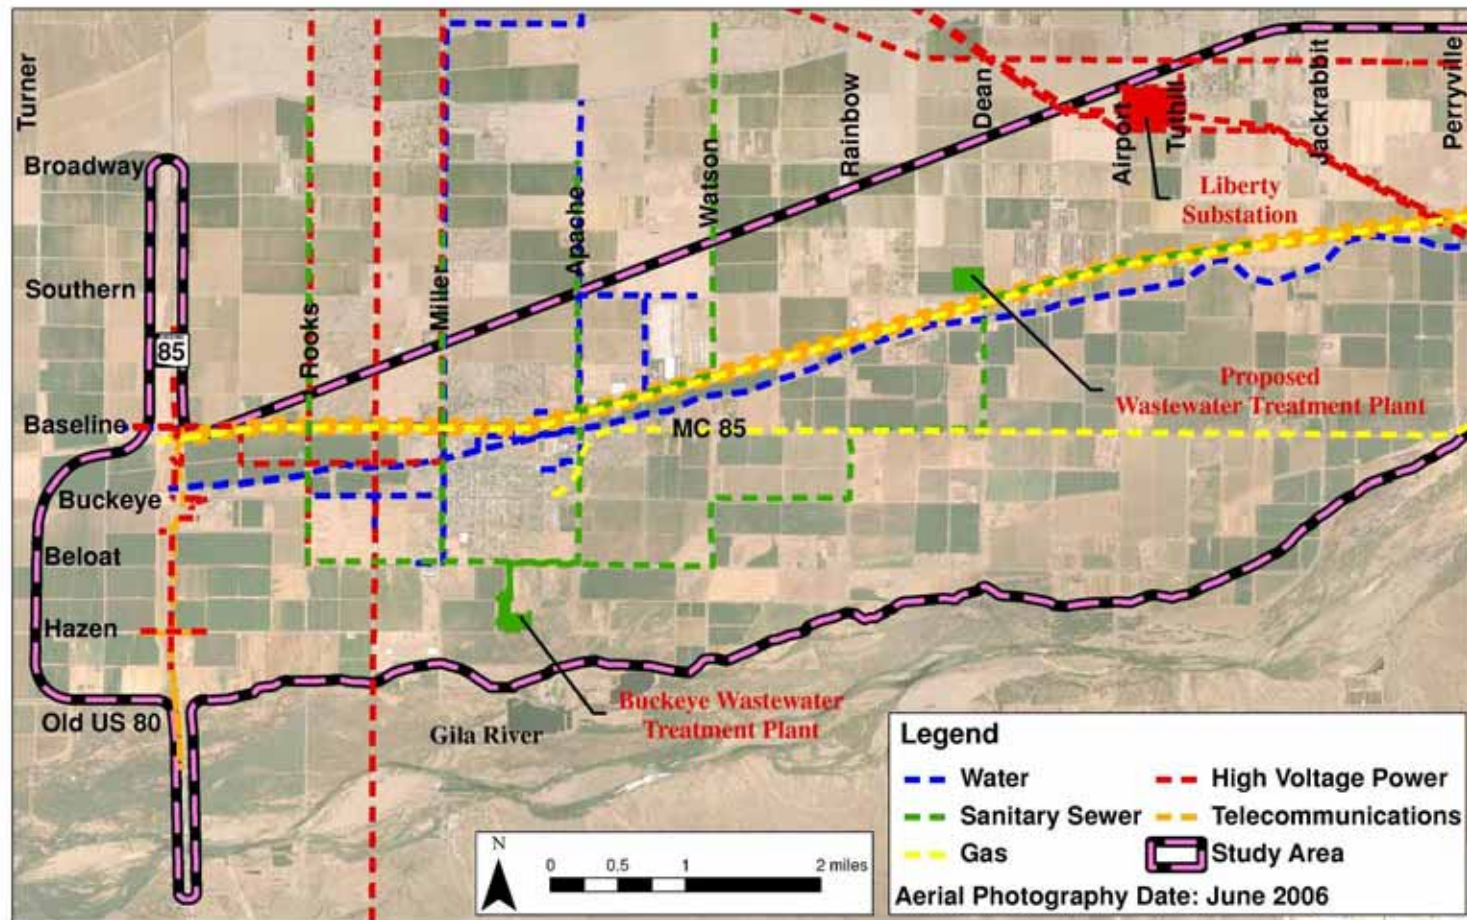 Turner
Broadway
Southern
85
Baseline
Buckeye
Beloat
Hazen
Old US 80
Rooks
Miller
Apache
Watson
Rainbow
Dean
Airport
Tuthill
Jackrabbit
Perryville
Liberty
Substation
Proposed
Wastewater Treatment Plant
MC 85
Buckeye Wastewater
Treatment Plant
Gila River
N
0 0.5 1 2 miles
Legend
Water
High Voltage Power
Sanitary Sewer
Telecommunications
Gas
Study Area
Aerial Photography Date: June 2006